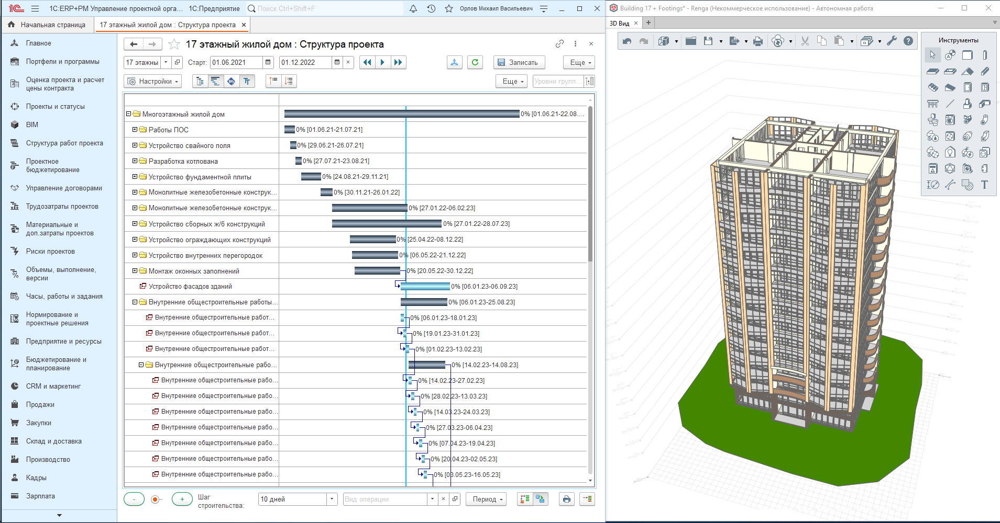 1С:ERP+PM Управление проектной орга...
1С:Предприятие
Поиск Ctrl+Shift+F
Орлов Михаил Васильевич
Начальная страница
17 этажный жилой дом : Структура проекта
Главное
Портфели и программы
Оценка проекта и расчет
цены контракта
Проекты и статусы
BIM
Структура работ проекта
Проектное
бюджетирование
Управление договорами
Трудозатраты проектов
Материальные и
доп.затраты проектов
Риски проектов
Объемы, выполнение,
версии
Часы, работы и задания
Нормирование и
проектные решения
Предприятие и ресурсы
Бюджетирование и
планирование
CRM и маркетинг
Продажи
Закупки
Склад и доставка
Производство
Кадры
Зарплата
17 этажный жилой дом : Структура проекта
17 этажны
Старт:
01.06.2021
01.12.2022
Записать
Еще
Настройки
Еще
Уровни групп...
Многоэтажный жилой дом 0% [01.06.21-22.08....
Работы ПОС 0% [01.06.21-21.07.21]
Устройство свайного поля 0% [29.06.21-26.07.21]
Разработка котлована 0% [27.07.21-23.08.21]
Устройство фундаментной плиты 0% [24.08.21-29.11.21]
Монолитные железобетонные конструк... 0% [30.11.21-26.01.22]
Монолитные железобетонные конструк... 0% [27.01.22-06.02.23]
Устройство сборных ж/б конструкций 0% [27.01.22-28.07.23]
Устройство ограждающих конструкций 0% [25.04.22-08.12.22]
Устройство внутренних перегородок 0% [06.05.22-21.12.22]
Монтаж оконных заполнений 0% [20.05.22-30.12.22]
Устройство фасадов зданий 0% [06.01.23-06.09.23]
Внутренние общестроительные работы... 0% [06.01.23-25.08.23]
Внутренние общестроительные работ... 0% [06.01.23-18.01.23]
Внутренние общестроительные работ... 0% [19.01.23-31.01.23]
Внутренние общестроительные работ... 0% [01.02.23-13.02.23]
Внутренние общестроительные рабо... 0% [14.02.23-14.08.23]
Внутренние общестроительные рабо... 0% [14.02.23-27.02.23]
Внутренние общестроительные рабо... 0% [28.02.23-13.03.23]
Внутренние общестроительные рабо... 0% [14.03.23-24.03.23]
Внутренние общестроительные рабо... 0% [27.03.23-06.04.23]
Внутренние общестроительные рабо... 0% [07.04.23-19.04.23]
Внутренние общестроительные рабо... 0% [20.04.23-02.05.23]
Внутренние общестроительные рабо... 0% [03.05.23-16.05.23]
Шаг
строительства:
10 дней
Вид операции
Период
Building 17 + Footings* - Renga (Некоммерческое использование) - Автономная работа
3D Вид
Инструменты